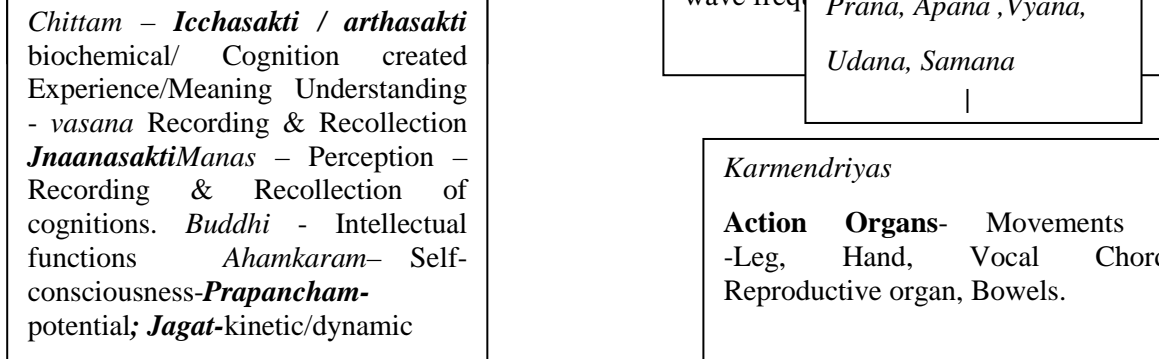 Chittam – Icchasakti / arthasakti
biochemical/ Cognition created
Experience/Meaning Understanding
- vasana Recording & Recollection
JnaanasaktiManas – Perception –
Recording & Recollection of
cognitions. Buddhi - Intellectual
functions Ahamkaram– Self-
consciousness-Prapancham-
potential; Jagat-kinetic/dynamic
Prana, Apana ,Vyana,
Udana, Samana
Karmendriyas
Action Organs- Movements
-Leg, Hand, Vocal
Reproductive organ, Bowels.